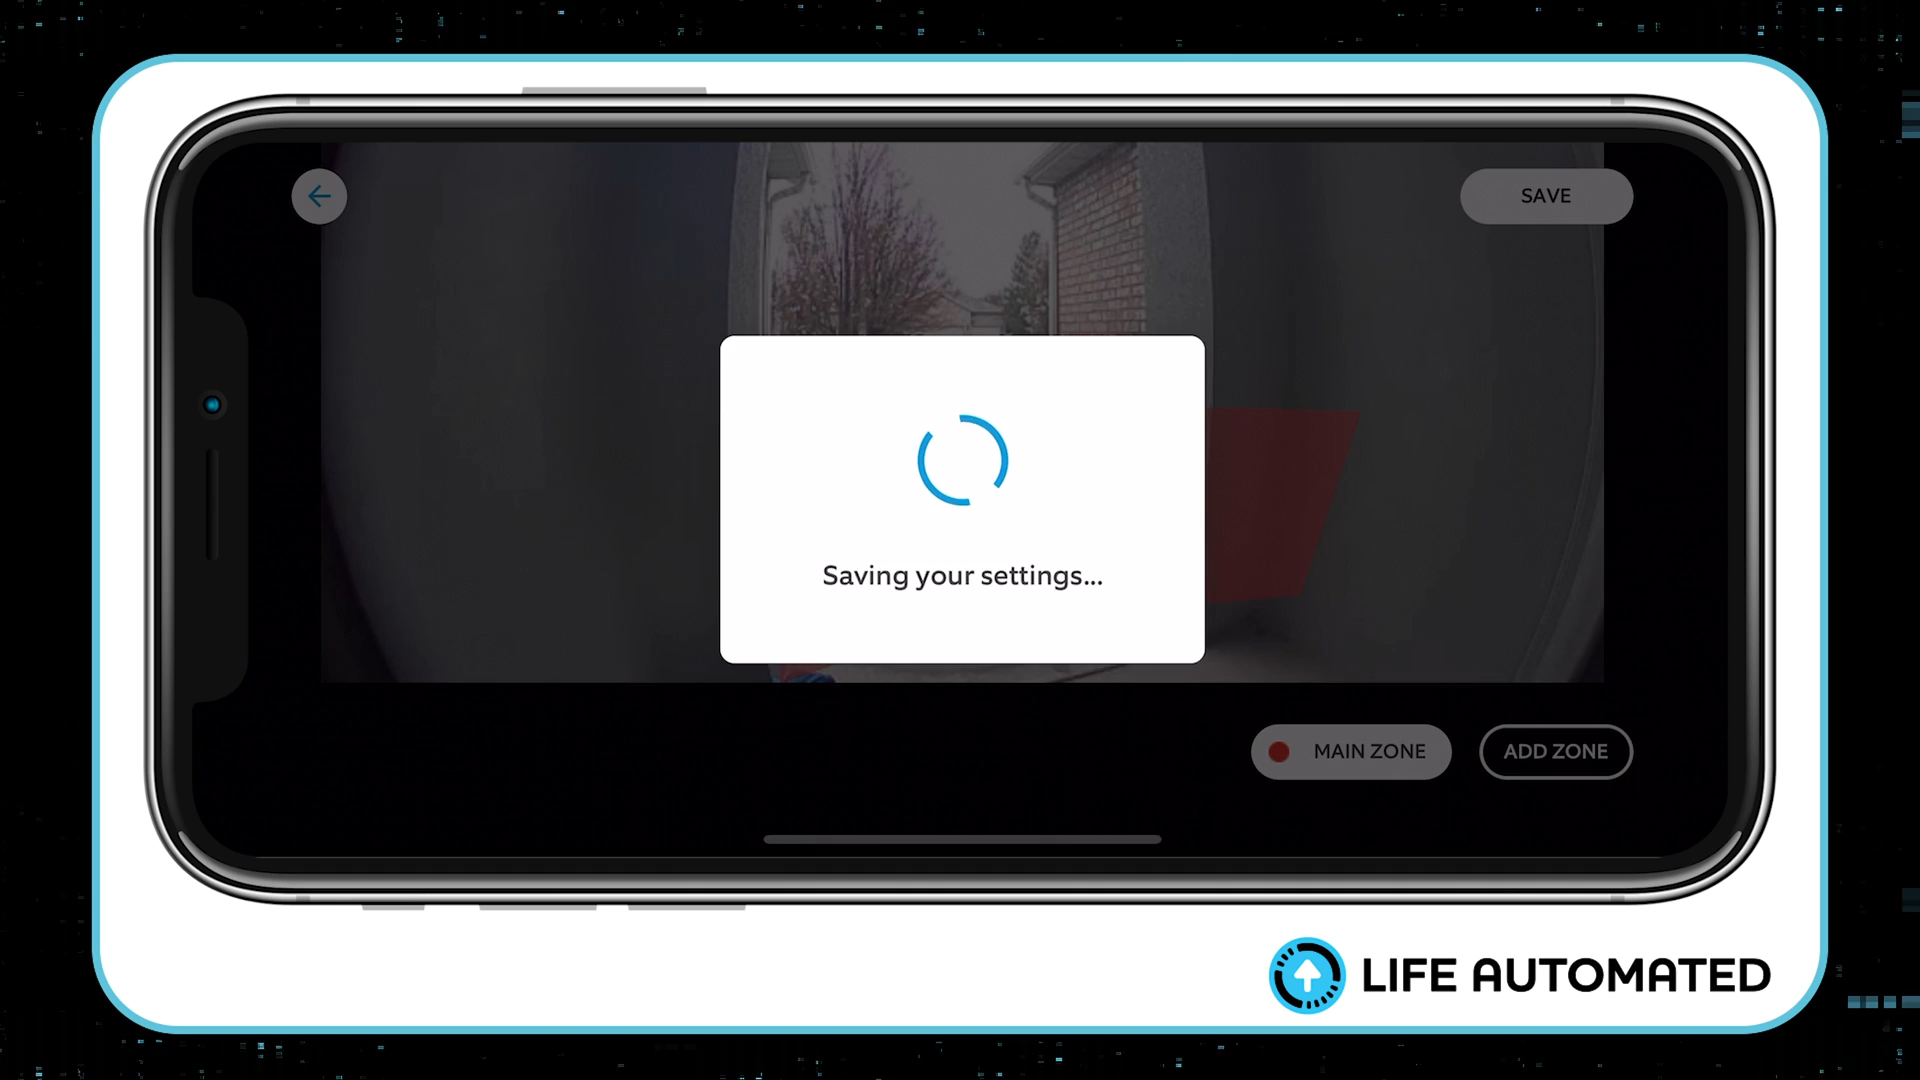 SAVE
Saving your settings...
MAIN ZONE
ADD ZONE
LIFE AUTOMATED